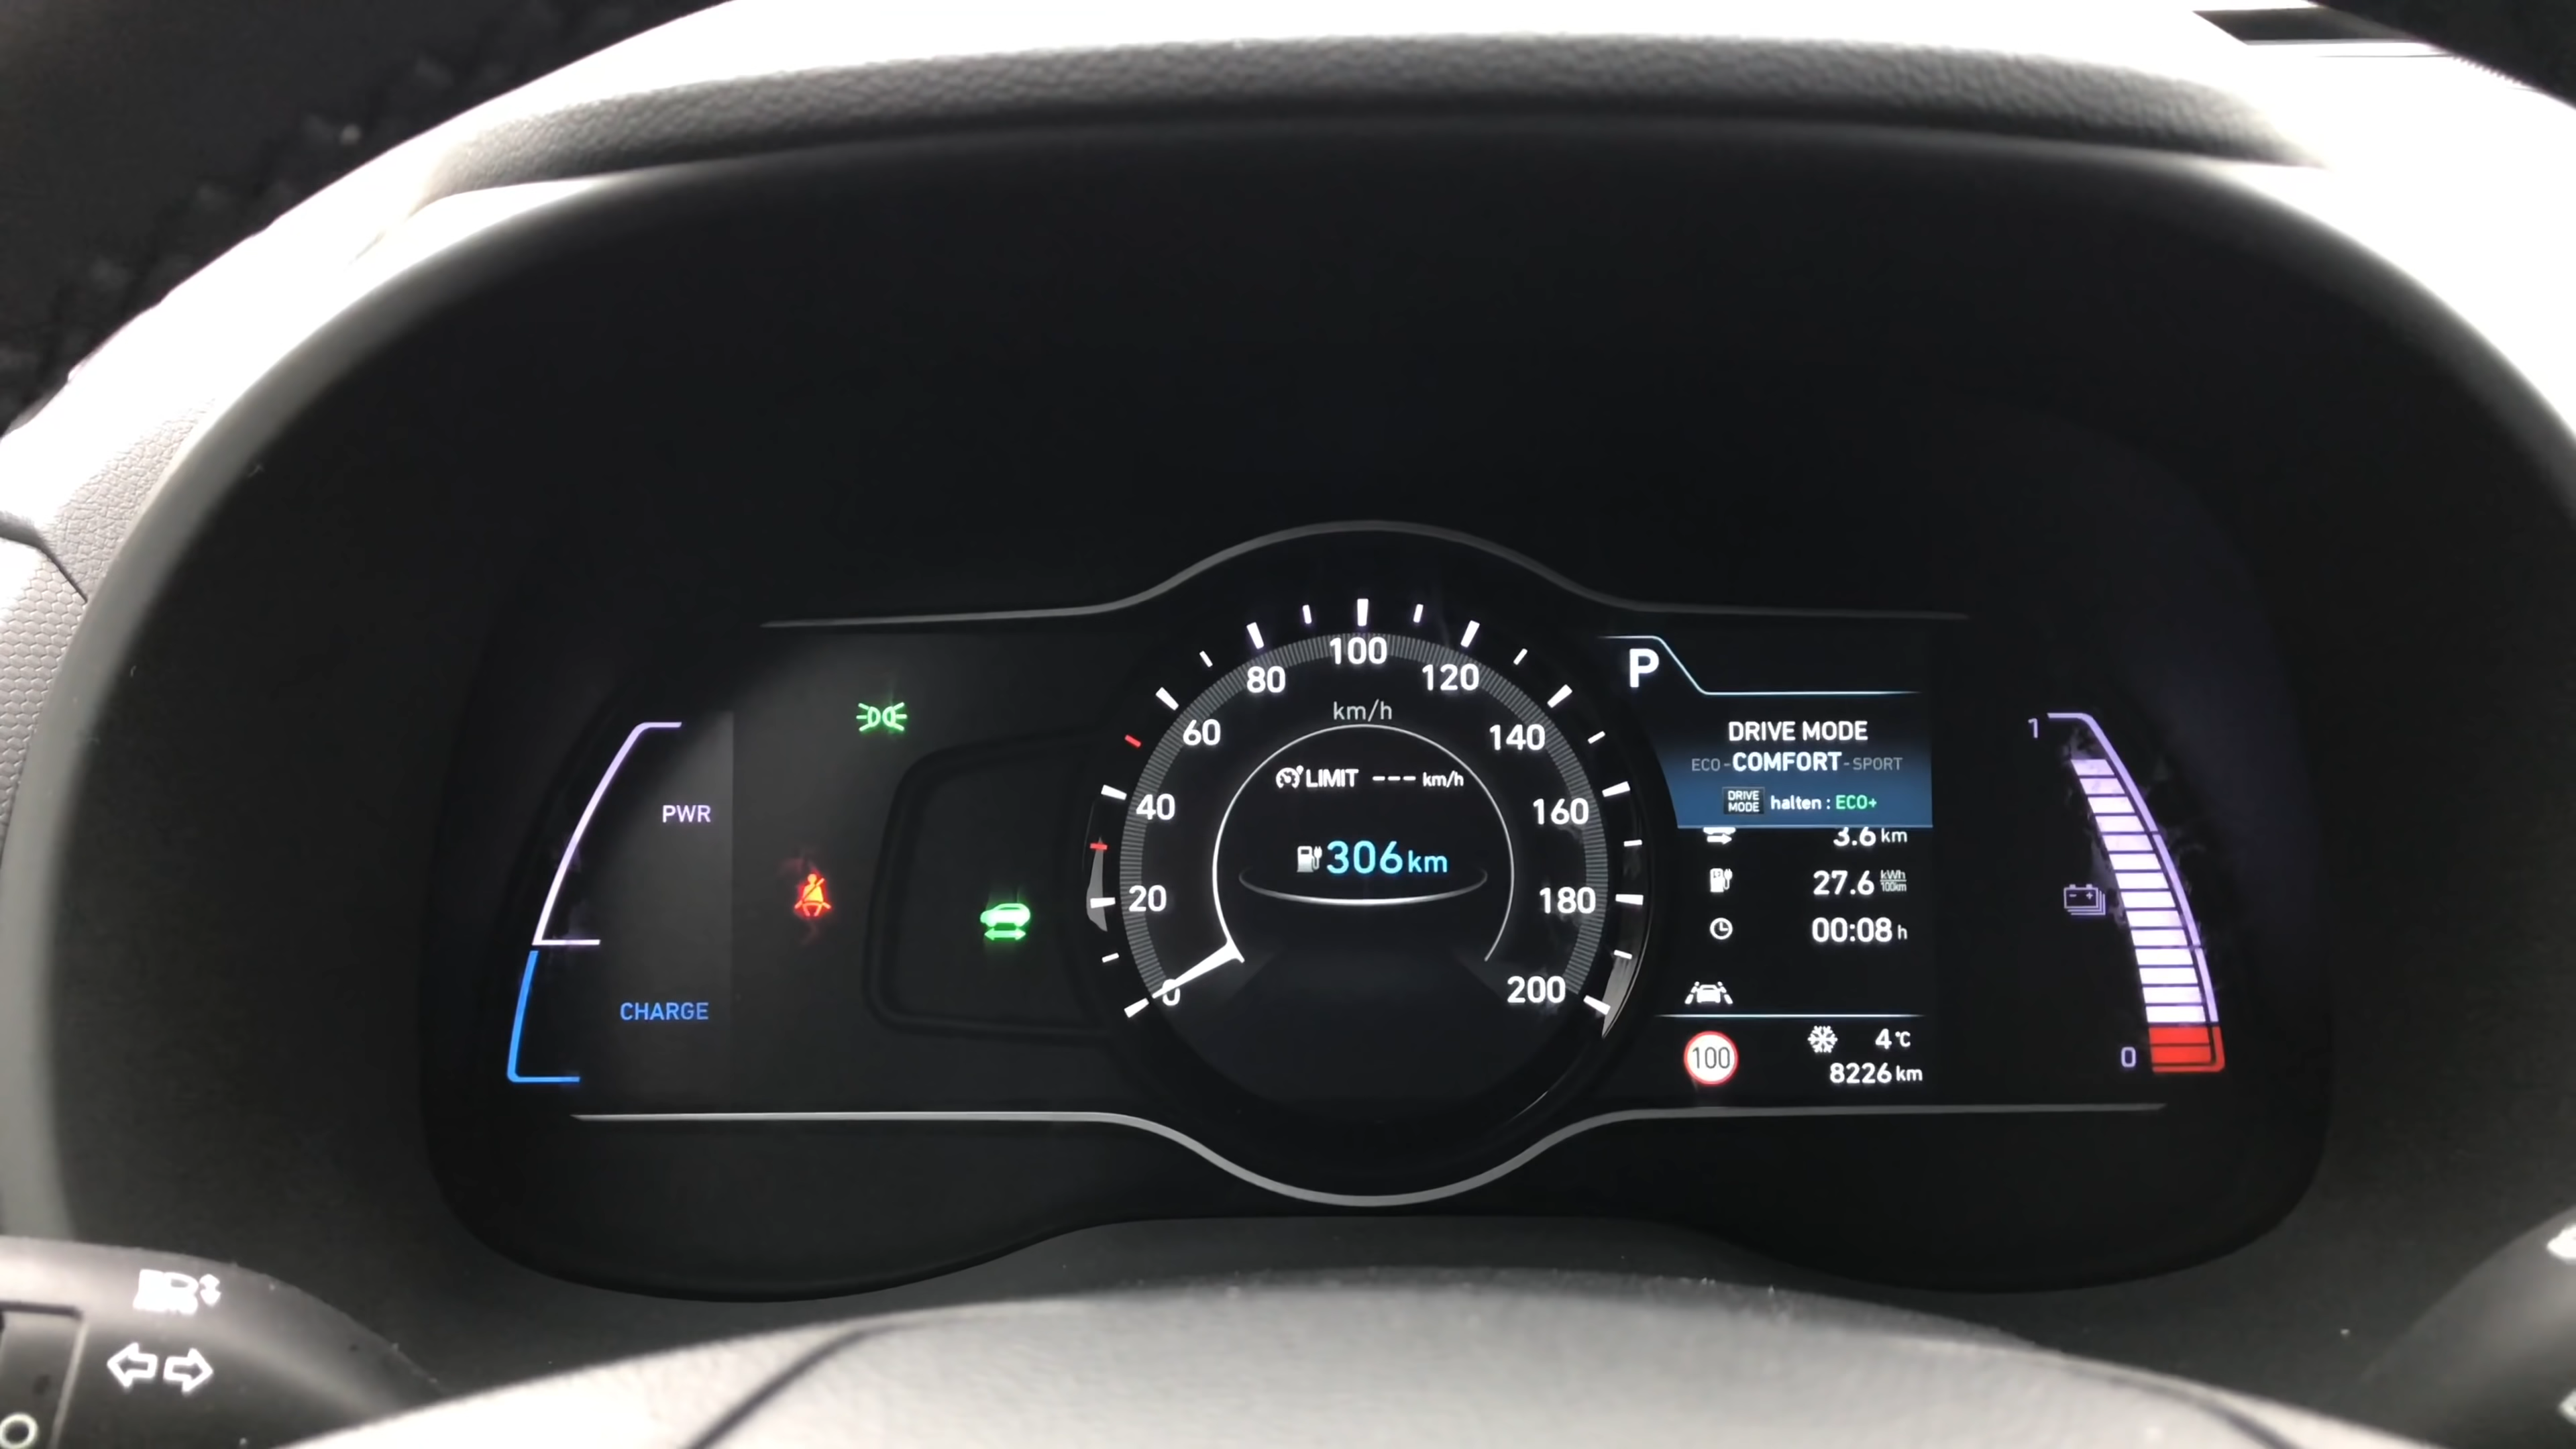 100
80
120
60
km/h
140
LIMIT --- km/h
40
160
306 km
20
180
0
200
PWR
CHARGE
P
DRIVE MODE
ECO-COMFORT-SPORT
DRIVE MODE halten : ECO+
3.6 km
27.6 kWh/100km
00:08 h
100
4 °C
8226 km
1
0